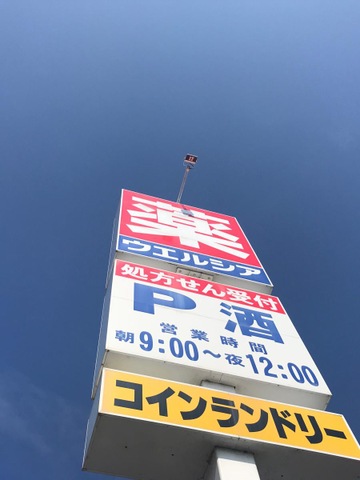 薬
ウエルシア
処方せん受付
P 酒
営業時間
朝9:00～夜12:00
コインランドリー